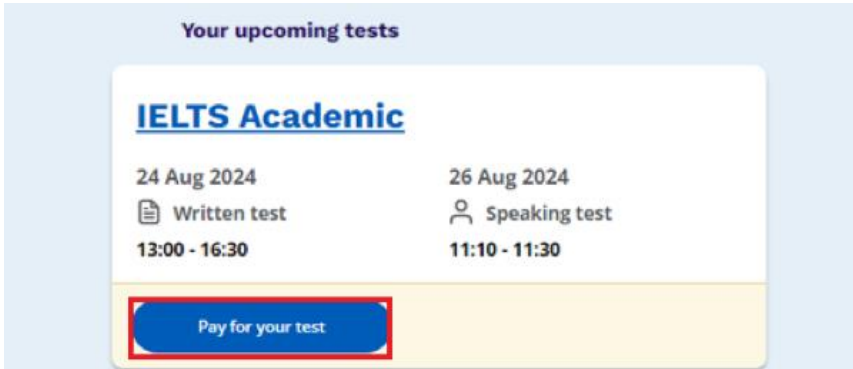 Your upcoming tests
IELTS Academic
24 Aug 2024
Written test
13:00 - 16:30
26 Aug 2024
Speaking test
11:10 - 11:30
Pay for your test